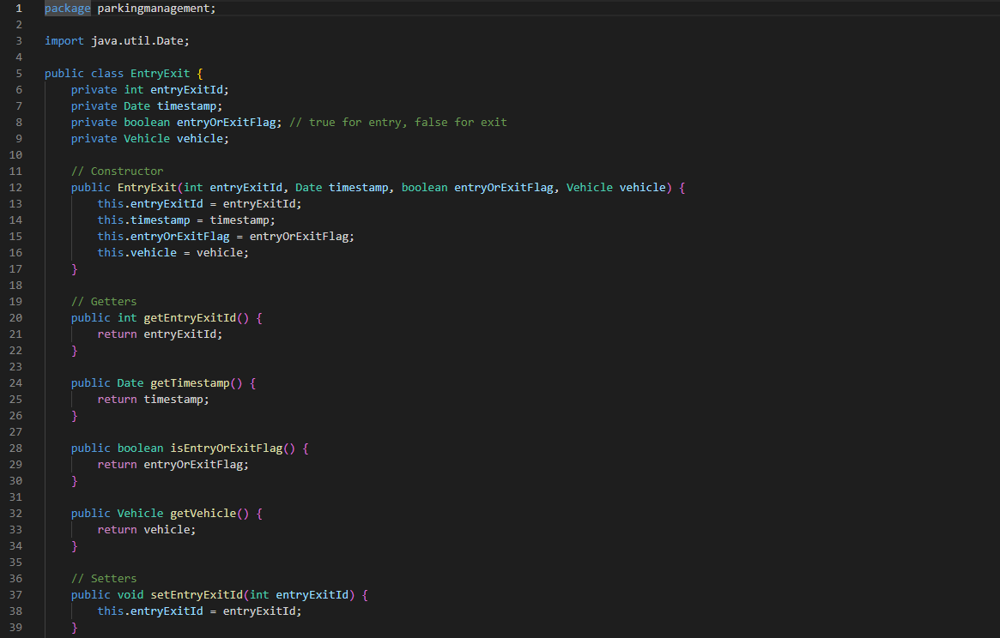 1 package parkingmanagement;
2
3 import java.util.Date;
4
5 public class EntryExit {
6     private int entryExitId;
7     private Date timestamp;
8     private boolean entryOrExitFlag; // true for entry, false for exit
9     private Vehicle vehicle;
10
11     // Constructor
12     public EntryExit(int entryExitId, Date timestamp, boolean entryOrExitFlag, Vehicle vehicle) {
13         this.entryExitId = entryExitId;
14         this.timestamp = timestamp;
15         this.entryOrExitFlag = entryOrExitFlag;
16         this.vehicle = vehicle;
17     }
18
19     // Getters
20     public int getEntryExitId() {
21         return entryExitId;
22     }
23
24     public Date getTimestamp() {
25         return timestamp;
26     }
27
28     public boolean isEntryOrExitFlag() {
29         return entryOrExitFlag;
30     }
31
32     public Vehicle getVehicle() {
33         return vehicle;
34     }
35
36     // Setters
37     public void setEntryExitId(int entryExitId) {
38         this.entryExitId = entryExitId;
39     }